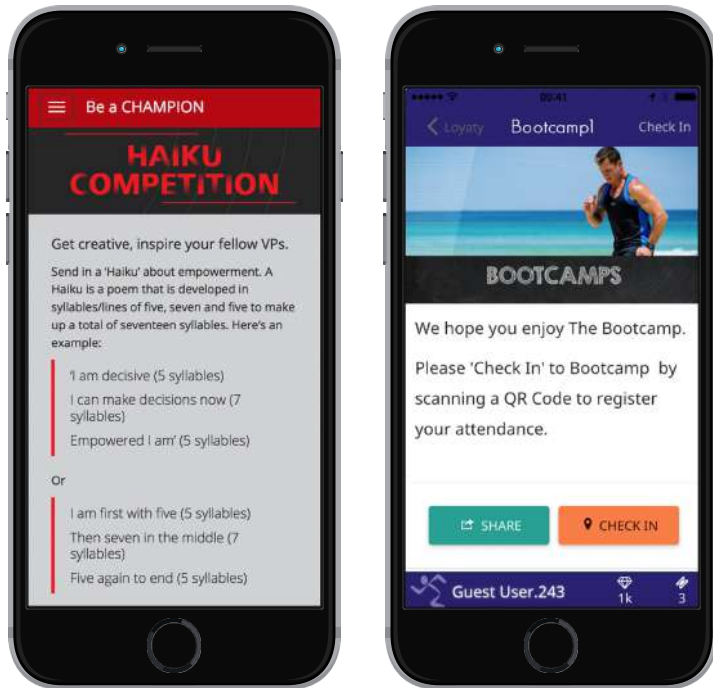 Be a CHAMPION
HAIKU
COMPETITION
Get creative, inspire your fellow VPs.
Send in a 'Haiku' about empowerment. A
Haiku is a poem that is developed in
syllables/lines of five, seven and five to make
up a total of seventeen syllables. Here's an
example:
'I am decisive (5 syllables)
I can make decisions now (7
syllables)
Empowered I am' (5 syllables)
Or
I am first with five (5 syllables)
Then seven in the middle (7
syllables)
Five again to end (5 syllables)
09:41
Loyaty
Bootcamp1
Check In
BOOTCAMPS
We hope you enjoy The Bootcamp.
Please 'Check In' to Bootcamp by
scanning a QR Code to register
your attendance.
SHARE
CHECK IN
Guest User.243
1k
3